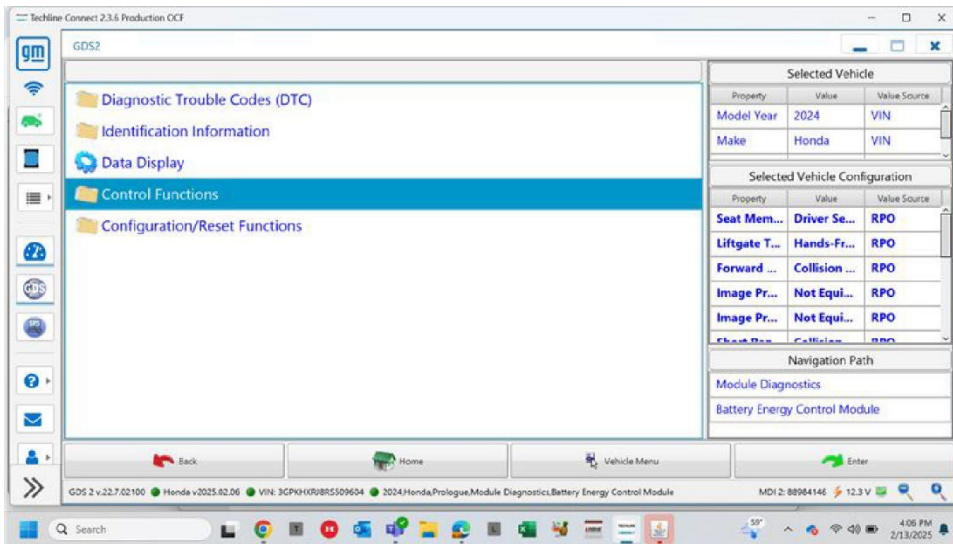 Techline Connect 2.3.6 Production OCF
gm
GDS2
Diagnostic Trouble Codes (DTC)
Identification Information
Data Display
Control Functions
Configuration/Reset Functions
Selected Vehicle
Property Value Value Source
Model Year 2024 VIN
Make Honda VIN
Selected Vehicle Configuration
Property Value Value Source
Seat Mem... Driver Se... RPO
Liftgate T... Hands-Fr... RPO
Forward ... Collision ... RPO
Image Pr... Not Equi... RPO
Image Pr... Not Equi... RPO
Navigation Path
Module Diagnostics
Battery Energy Control Module
Back Home Vehicle Menu Enter
GDS 2 v.22.7.02100 Honda v2025.02.06 VIN: 3GPKHXRJ8RS509604 2024,Honda,Prologue,Module Diagnostics,Battery Energy Control Module MDI 2: 88984146 12.3 V
Search 59° 4:06 PM
2/13/2025